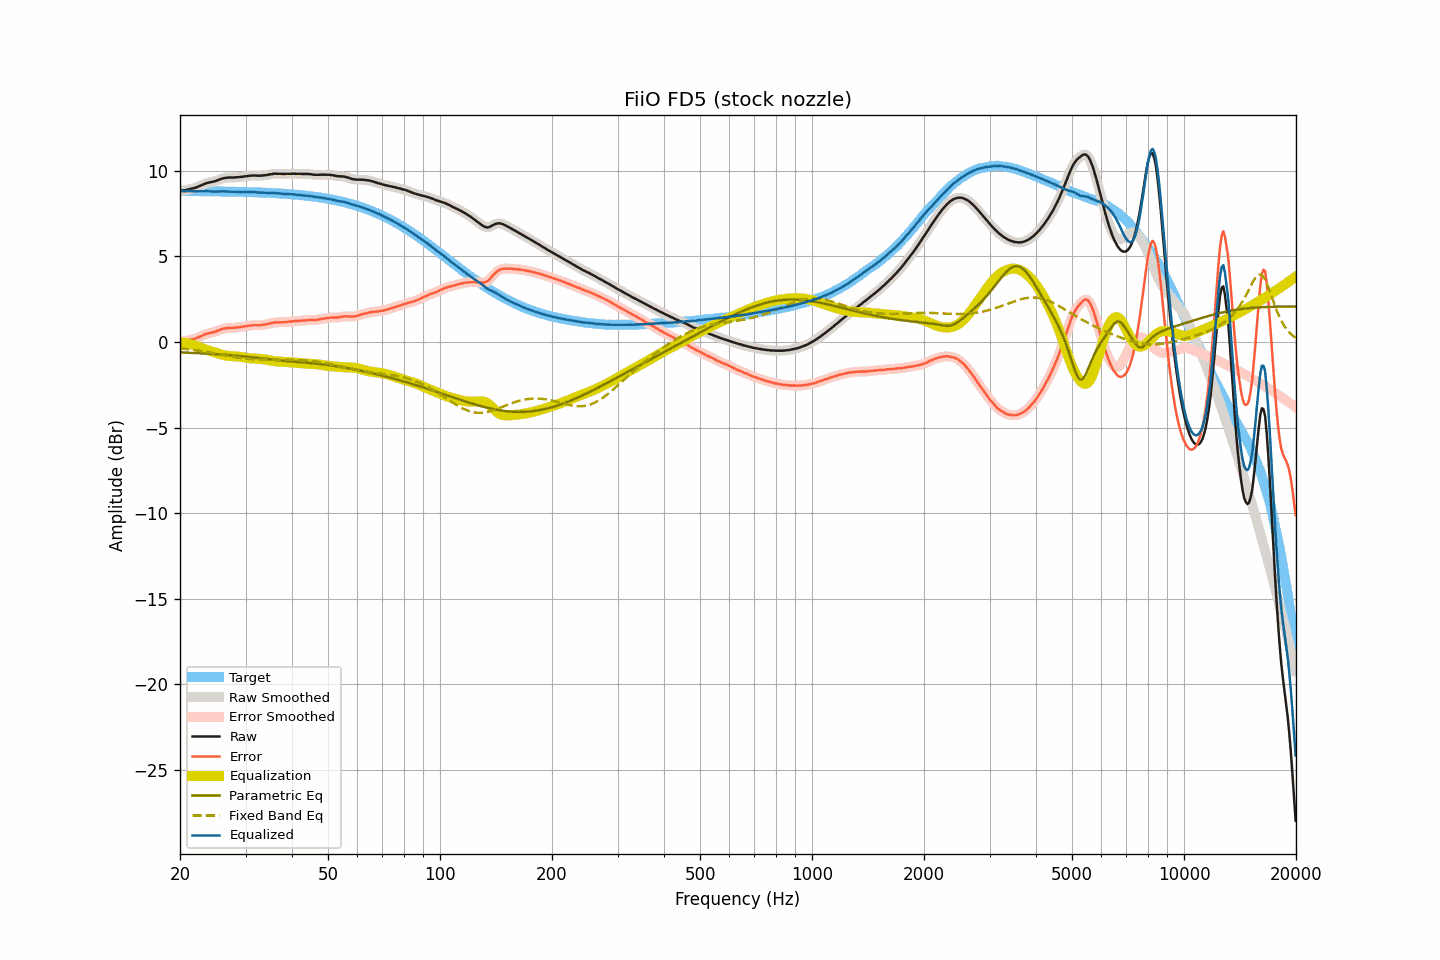 FiiO FD5 (stock nozzle)
Amplitude (dBr)
10
5
0
−5
−10
−15
−20
−25
Target
Raw Smoothed
Error Smoothed
Raw
Error
Equalization
Parametric Eq
Fixed Band Eq
Equalized
20 50 100 200 500 1000 2000 5000 10000 20000
Frequency (Hz)